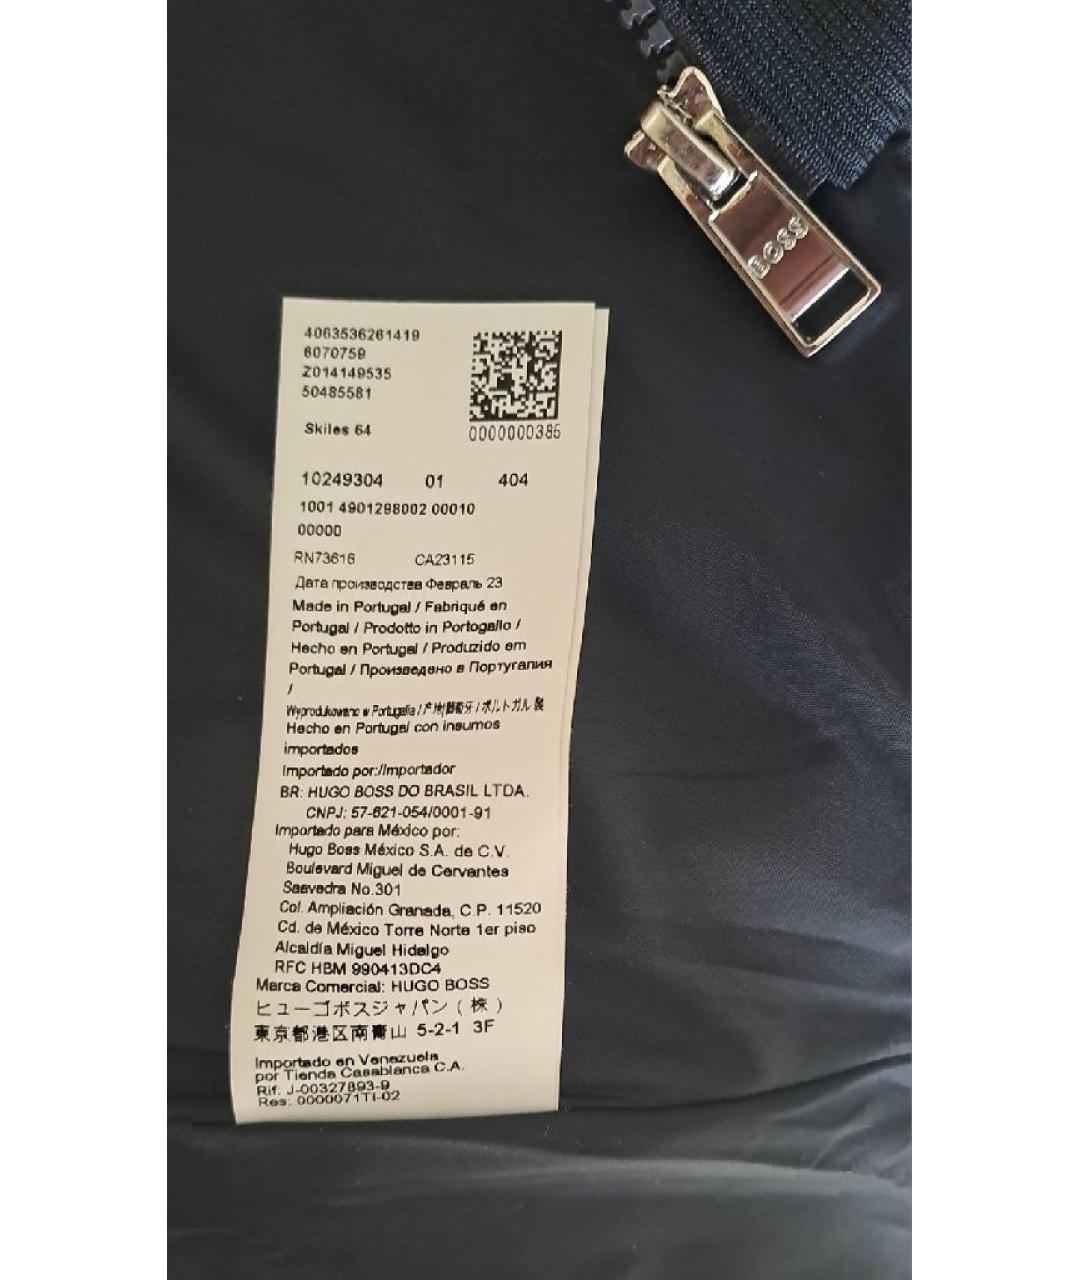 BOSS
4063536261419
6070759
Z014149535
50485581
0000000385
Skiles 64
10249304 01 404
1001 4901298002 00010
00000
RN73616 CA23115
Дата производства Февраль 23
Made in Portugal / Fabriqué en
Portugal / Prodotto in Portogallo /
Hecho en Portugal / Produzido em
Portugal / Произведено в Португалия
/
Wyprodukowano w Portugalia / 产地葡萄牙 / ポルトガル 製
Hecho en Portugal con insumos
importados
Importado por:/Importador
BR: HUGO BOSS DO BRASIL LTDA.
CNPJ: 57-621-054/0001-91
Importado para México por:
Hugo Boss México S.A. de C.V.
Boulevard Miguel de Cervantes
Saavedra No.301
Col. Ampliación Granada, C.P. 11520
Cd. de México Torre Norte 1er piso
Alcaldía Miguel Hidalgo
RFC HBM 990413DC4
Marca Comercial: HUGO BOSS
ヒューゴボスジャパン ( 株 )
東京都港区南青山 5-2-1 3F
Importado en Venezuela
por Tienda Casablanca C.A.
Rif. J-00327893-9
Res: 0000071TI-02